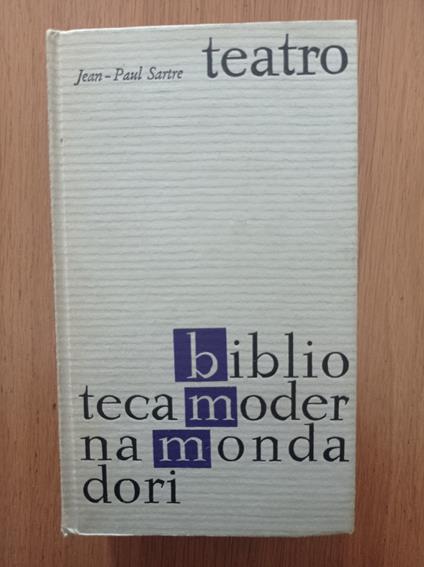 Jean-Paul Sartre teatro
biblio
teca moder
na monda
dori